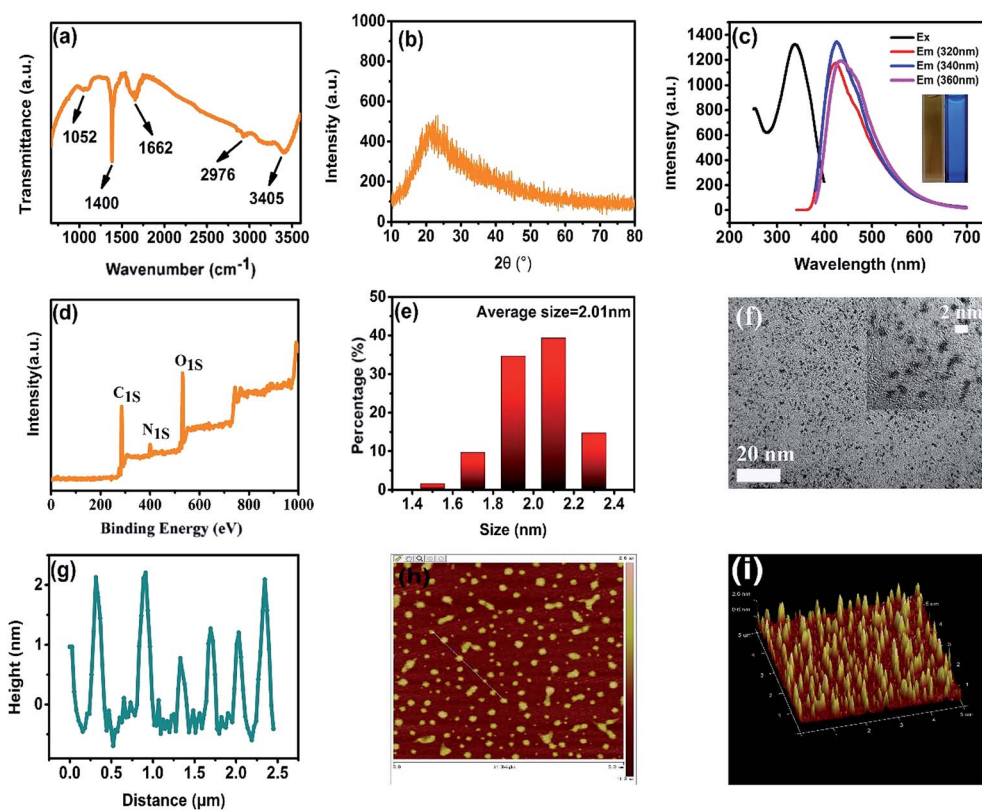 (a)
Transmittance (a.u.)
1052
1400
1662
2976
3405
1000 1500 2000 2500 3000 3500
Wavenumber (cm-1)
(b)
Intensity (a.u.)
1000
800
600
400
200
0
10 20 30 40 50 60 70 80
2θ (°)
(c)
Ex
Em (320nm)
Em (340nm)
Em (360nm)
Intensity (a.u.)
1400
1200
1000
800
600
400
200
0
200 300 400 500 600 700
Wavelength (nm)
(d)
Intensity(a.u.)
C1S
N1S
O1S
0 200 400 600 800 1000
Binding Energy (eV)
(e)
Average size=2.01nm
Percentage (%)
50
40
30
20
10
0
1.4 1.6 1.8 2.0 2.2 2.4
Size (nm)
(f)
2 nm
20 nm
(g)
Height (nm)
2
1
0
0.0 0.5 1.0 1.5 2.0 2.5
Distance (µm)
(h)
(i)